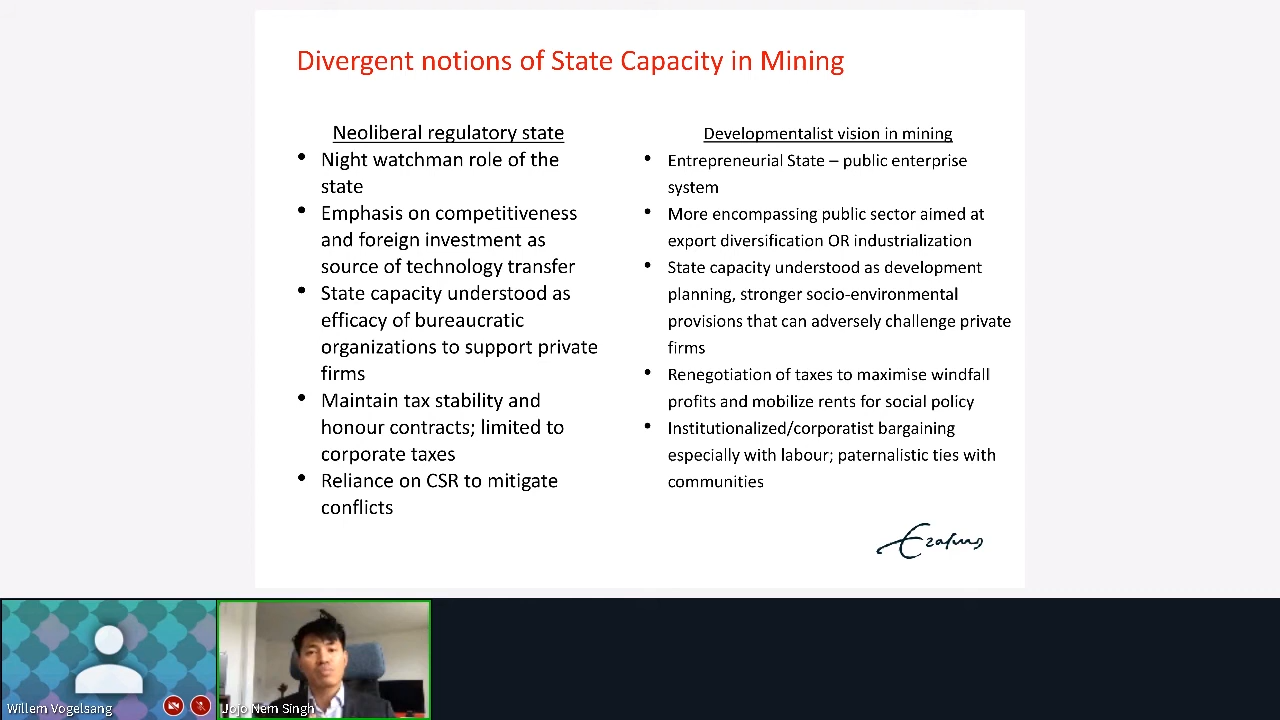 Divergent notions of State Capacity in Mining
Neoliberal regulatory state
• Night watchman role of the
state
• Emphasis on competitiveness
and foreign investment as
source of technology transfer
• State capacity understood as
efficacy of bureaucratic
organizations to support private
firms
• Maintain tax stability and
honour contracts; limited to
corporate taxes
• Reliance on CSR to mitigate
conflicts
Developmentalist vision in mining
• Entrepreneurial State – public enterprise
system
• More encompassing public sector aimed at
export diversification OR industrialization
• State capacity understood as development
planning, stronger socio-environmental
provisions that can adversely challenge private
firms
• Renegotiation of taxes to maximise windfall
profits and mobilize rents for social policy
• Institutionalized/corporatist bargaining
especially with labour; paternalistic ties with
communities
Erasmus
Willem Vogelsang
Jojo Nem Singh